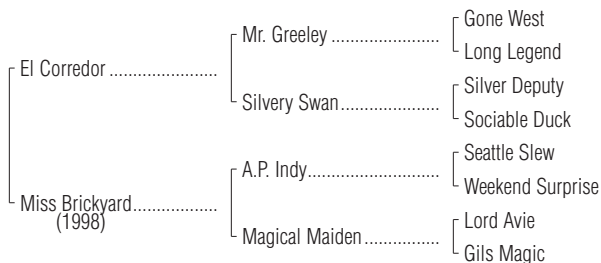 Gone West
Mr. Greeley ........................
Long Legend
El Corredor ........................
Silver Deputy
Silvery Swan ......................
Sociable Duck
Seattle Slew
A.P. Indy.............................
Weekend Surprise
Miss Brickyard...................
(1998)
Lord Avie
Magical Maiden.................
Gils Magic